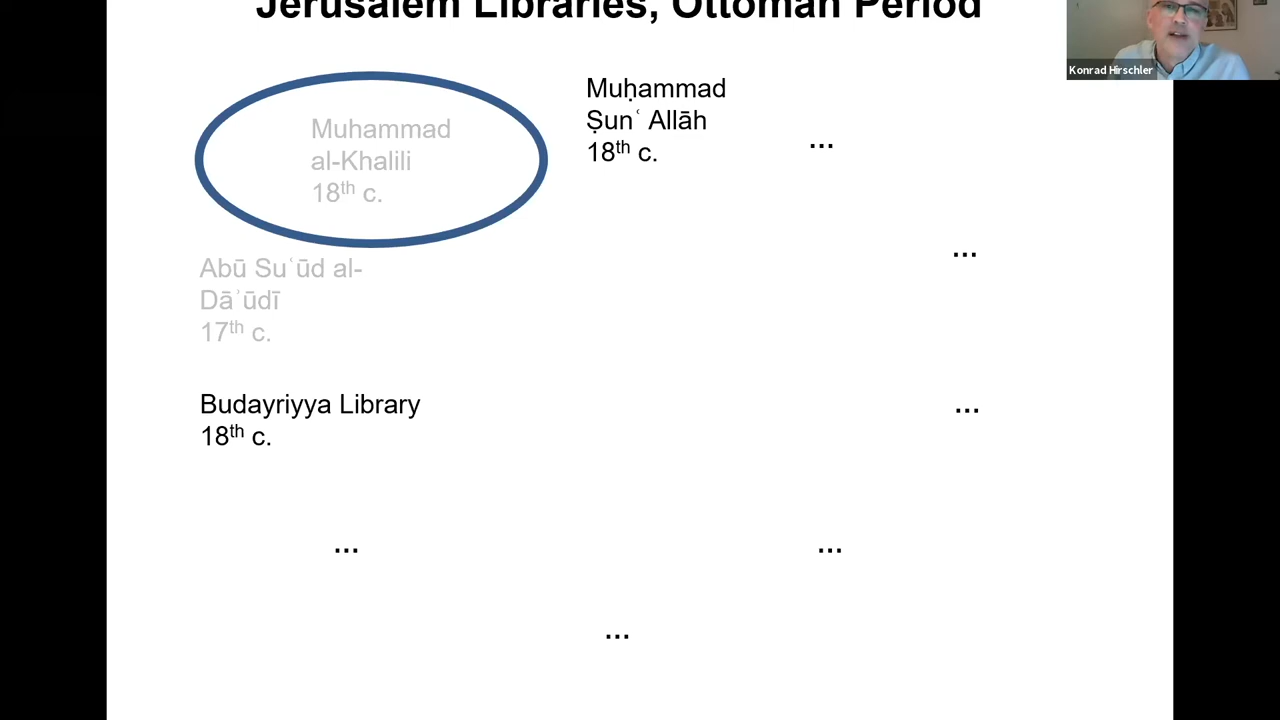 Jerusalem Libraries, Ottoman Period
Konrad Hirschler
Muhammad
al-Khalili
18th c.
Muḥammad
Ṣunʿ Allāh
18th c.
...
...
Abū Suʿūd al-
Dāʾūdī
17th c.
Budayriyya Library
18th c.
...
...
...
...